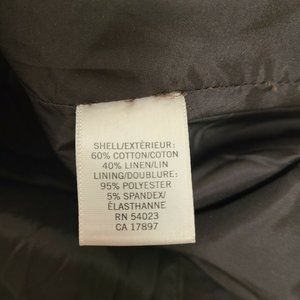 SHELL/EXTÉRIEUR:
60% COTTON/COTON
40% LINEN/LIN
LINING/DOUBLURE:
95% POLYESTER
5% SPANDEX/
ÉLASTHANNE
RN 54023
CA 17897